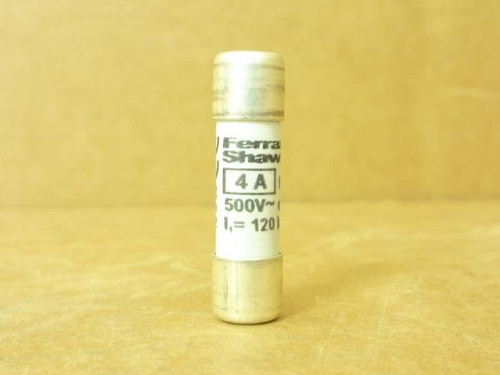 Ferra
Shaw
4 A
500V~
I₁= 120